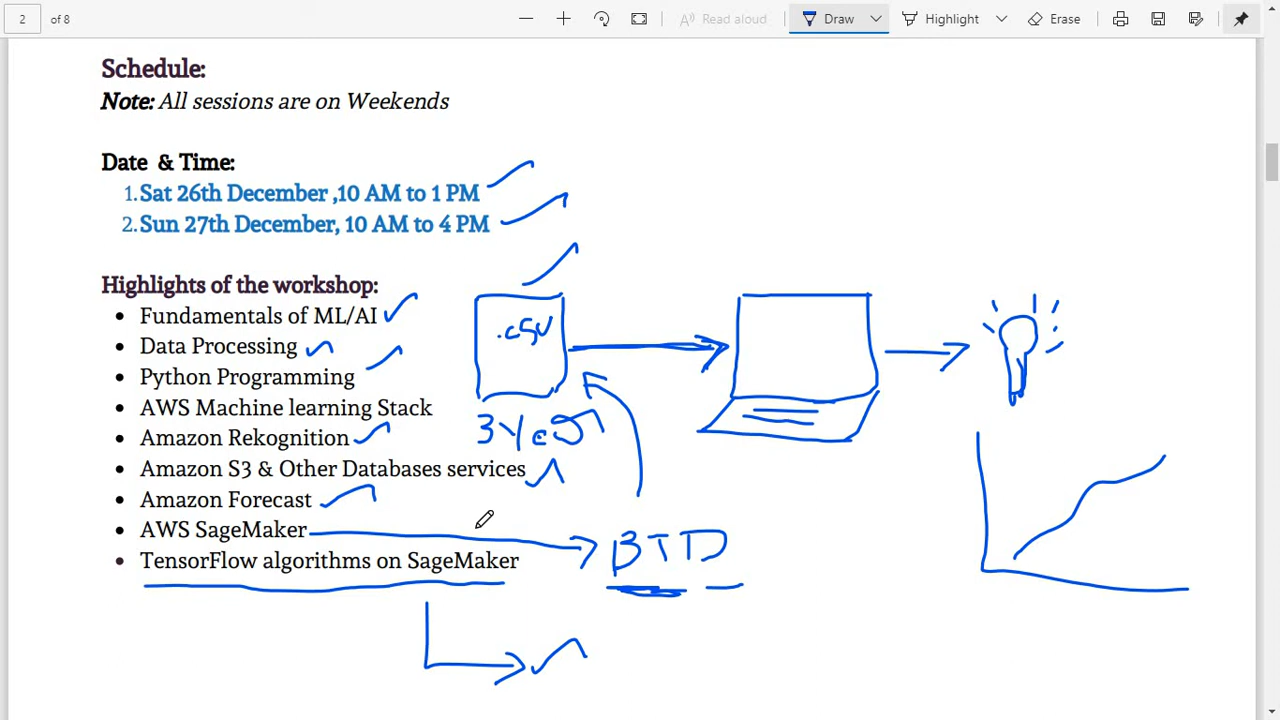 2 of 8
Read aloud Draw Highlight Erase
Schedule:
Note: All sessions are on Weekends
Date & Time:
1. Sat 26th December ,10 AM to 1 PM
2. Sun 27th December, 10 AM to 4 PM
Highlights of the workshop:
• Fundamentals of ML/AI
• Data Processing
• Python Programming
• AWS Machine learning Stack
• Amazon Rekognition
• Amazon S3 & Other Databases services
• Amazon Forecast
• AWS SageMaker
• TensorFlow algorithms on SageMaker
.csv
BTD